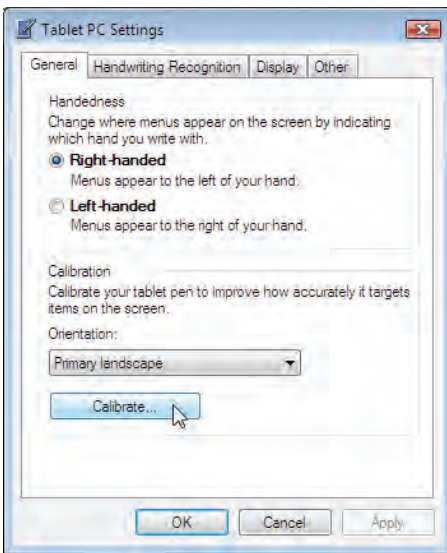 Tablet PC Settings
General Handwriting Recognition Display Other
Handedness
Change where menus appear on the screen by indicating
which hand you write with.
Right-handed
Menus appear to the left of your hand.
Left-handed
Menus appear to the right of your hand.
Calibration
Calibrate your tablet pen to improve how accurately it targets
items on the screen.
Orientation:
Primary landscape
Calibrate...
OK Cancel Apply